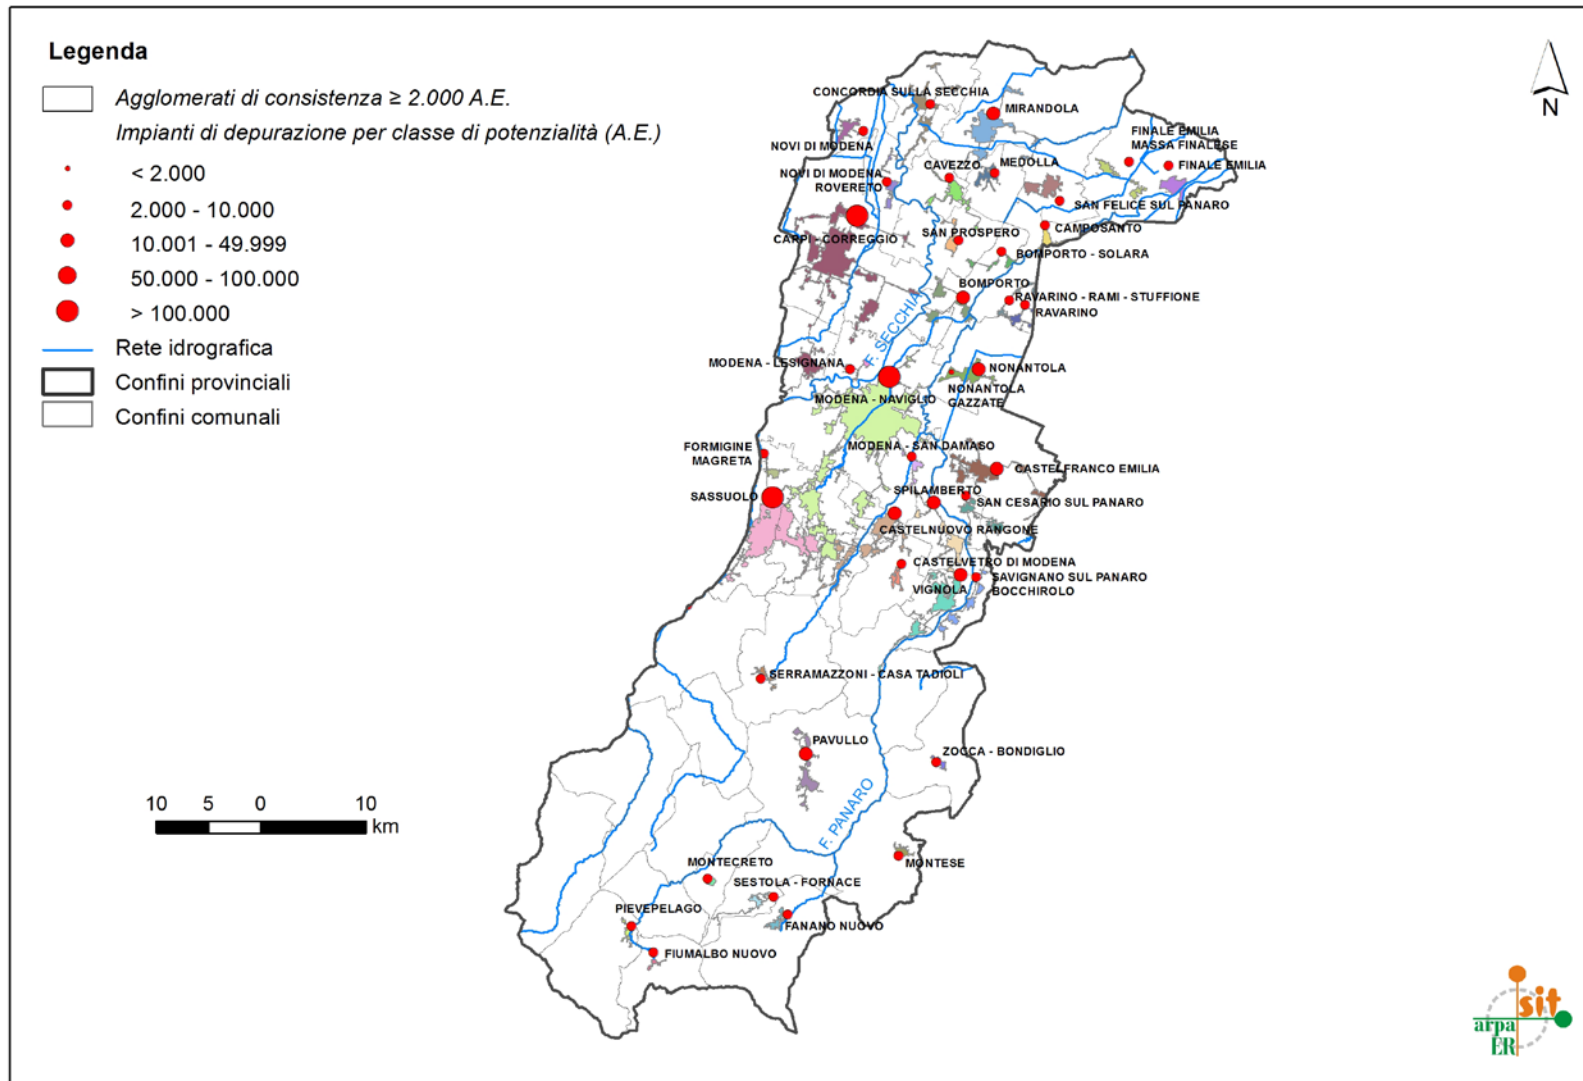 Legenda
Agglomerati di consistenza ≥ 2.000 A.E.
Impianti di depurazione per classe di potenzialità (A.E.)
< 2.000
2.000 - 10.000
10.001 - 49.999
50.000 - 100.000
> 100.000
Rete idrografica
Confini provinciali
Confini comunali
N
CONCORDIA SULLA SECCHIA
MIRANDOLA
NOVI DI MODENA
FINALE EMILIA
MASSA FINALESE
FINALE EMILIA
CAVEZZO
MEDOLLA
NOVI DI MODENA
ROVERETO
SAN FELICE SUL PANARO
CARPI - CORREGGIO
SAN PROSPERO
CAMPOSANTO
BOMPORTO - SOLARA
BOMPORTO
RAVARINO - RAMI - STUFFIONE
RAVARINO
F. SECCHIA
MODENA - LESIGNANA
NONANTOLA
NONANTOLA
GAZZATE
MODENA - NAVIGLIO
MODENA - SAN DAMASO
FORMIGINE
MAGRETA
CASTELFRANCO EMILIA
SASSUOLO
SPILAMBERTO
SAN CESARIO SUL PANARO
CASTELNUOVO RANGONE
CASTELVETRO DI MODENA
SAVIGNANO SUL PANARO
BOCCHIROLO
VIGNOLA
SERRAMAZZONI - CASA TADIOLI
PAVULLO
ZOCCA - BONDIGLIO
F. PANARO
10 5 0 10
km
MONTESE
MONTECRETO
SESTOLA - FORNACE
PIEVEPELAGO
FANANO NUOVO
FIUMALBO NUOVO
sit
arpa
ER